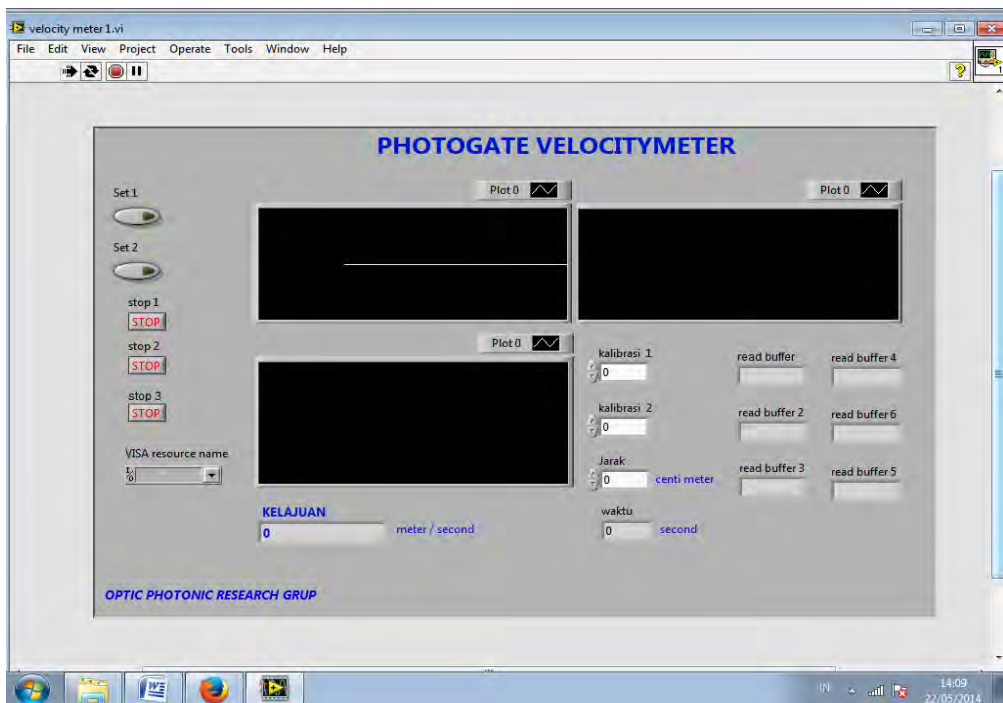 velocity meter 1.vi
File Edit View Project Operate Tools Window Help
1
PHOTOGATE VELOCITYMETER
Set 1
Set 2
stop 1
STOP
stop 2
STOP
stop 3
STOP
VISA resource name
I/O
Plot 0
Plot 0
Plot 0
KELAJUAN
0 meter / second
kalibrasi 1
0
kalibrasi 2
0
Jarak
0 centi meter
waktu
0 second
read buffer read buffer 4
read buffer 2 read buffer 6
read buffer 3 read buffer 5
OPTIC PHOTONIC RESEARCH GRUP
IN 14:09
22/05/2014